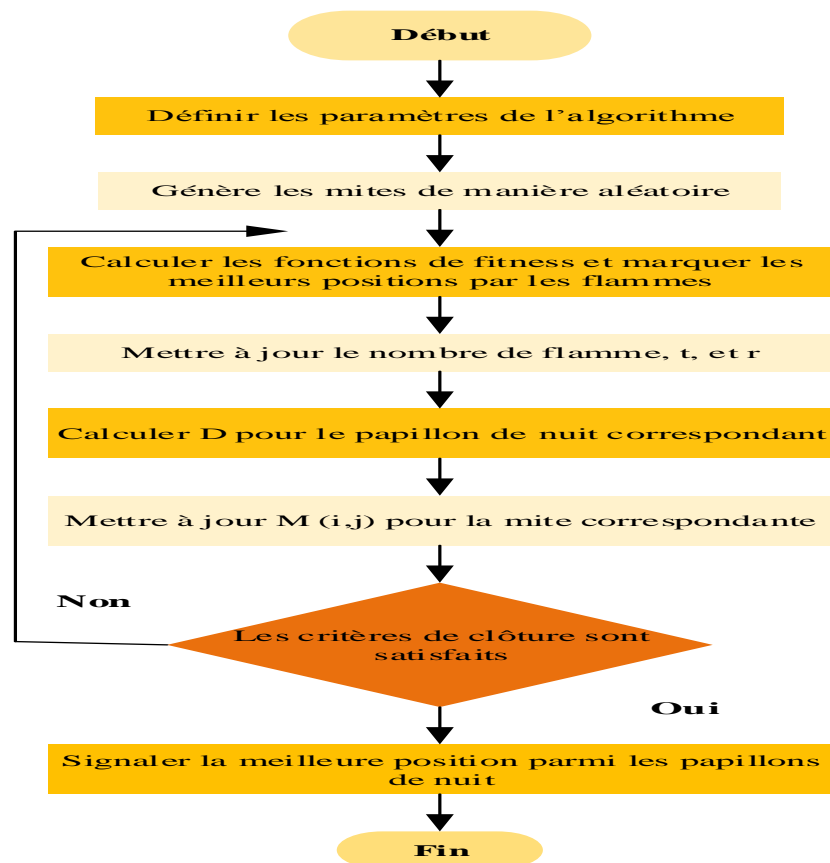 Début
Définir les paramètres de l’algorithme
Génère les mites de manière aléatoire
Calculer les fonctions de fitness et marquer les
meilleurs positions par les flammes
Mettre à jour le nombre de flamme, t, et r
Calculer D pour le papillon de nuit correspondant
Mettre à jour M (i,j) pour la mite correspondante
Non
Les critères de clôture sont
satisfaits
Oui
Signaler la meilleure position parmi les papillons
de nuit
Fin